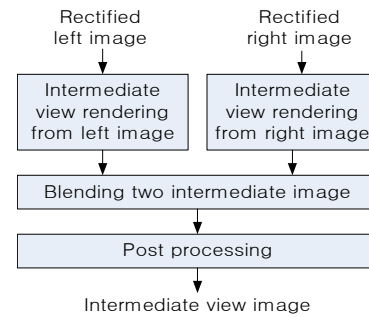 Rectified
left image
Rectified
right image
Intermediate
view rendering
from left image
Intermediate
view rendering
from right image
Blending two intermediate image
Post processing
Intermediate view image